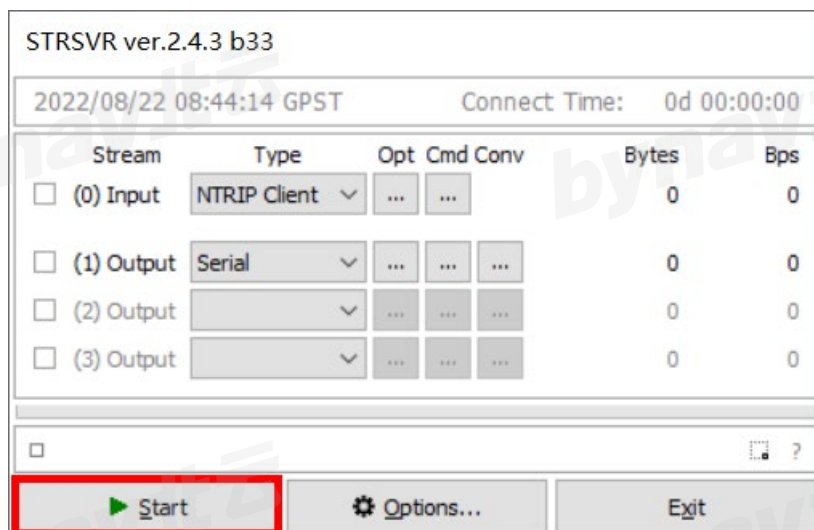 STRSVR ver.2.4.3 b33
2022/08/22 08:44:14 GPST Connect Time: 0d 00:00:00
Stream Type Opt Cmd Conv Bytes Bps
(0) Input NTRIP Client ... ... 0 0
(1) Output Serial ... ... ... 0 0
(2) Output ... ... ... 0 0
(3) Output ... ... ... 0 0
?
Start Options... Exit
bynav